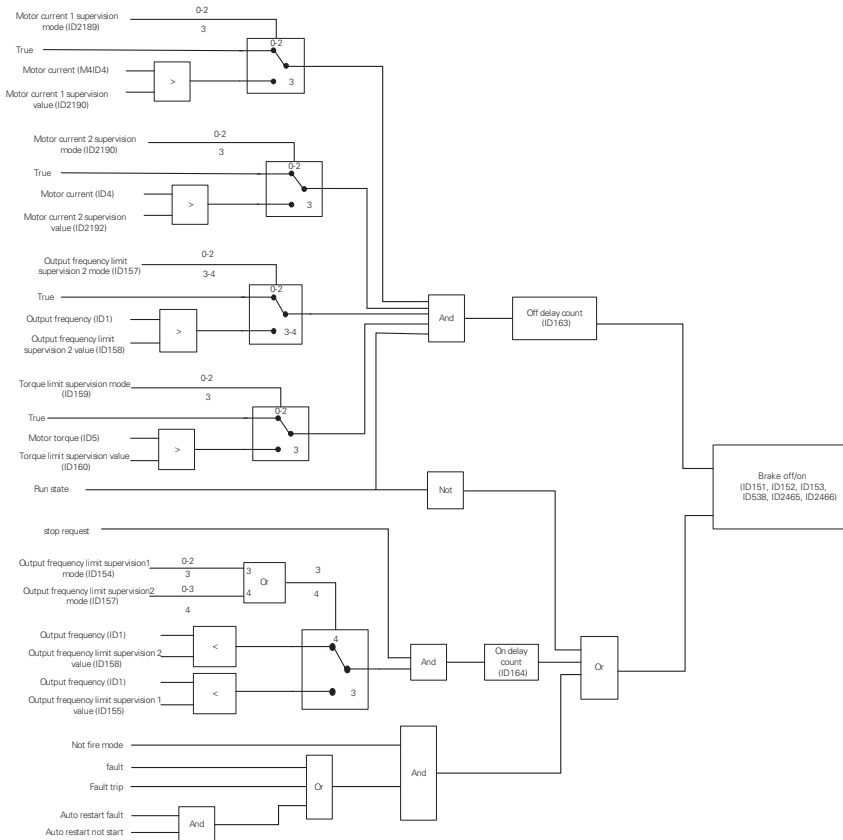 Motor current 1 supervision
mode (ID2189)
0-2
3
True
0-2
Motor current (M4ID4)
>
3
Motor current 1 supervision
value (ID2190)
Motor current 2 supervision
mode (ID2190)
0-2
3
True
0-2
Motor current (ID4)
>
3
Motor current 2 supervision
value (ID2192)
Output frequency limit
supervision 2 mode (ID157)
0-2
3-4
True
0-2
Output frequency (ID1)
>
3-4
Output frequency limit
supervision 2 value (ID158)
And
Off delay count
(ID163)
Torque limit supervision mode
(ID159)
0-2
3
True
0-2
Motor torque (ID5)
>
3
Torque limit supervision value
(ID160)
Run state
Not
Brake off/on
(ID151, ID152, ID153,
ID538, ID2465, ID2466)
stop request
Output frequency limit supervision1
mode (ID154)
0-2
3
3
Or
3
4
Output frequency limit supervision2
mode (ID157)
0-3
4
4
Output frequency (ID1)
<
4
Output frequency limit supervision 2
value (ID158)
Output frequency (ID1)
<
3
Output frequency limit supervision 1
value (ID155)
And
On delay
count
(ID164)
Or
Not fire mode
fault
Fault trip
Or
And
Auto restart fault
And
Auto restart not start